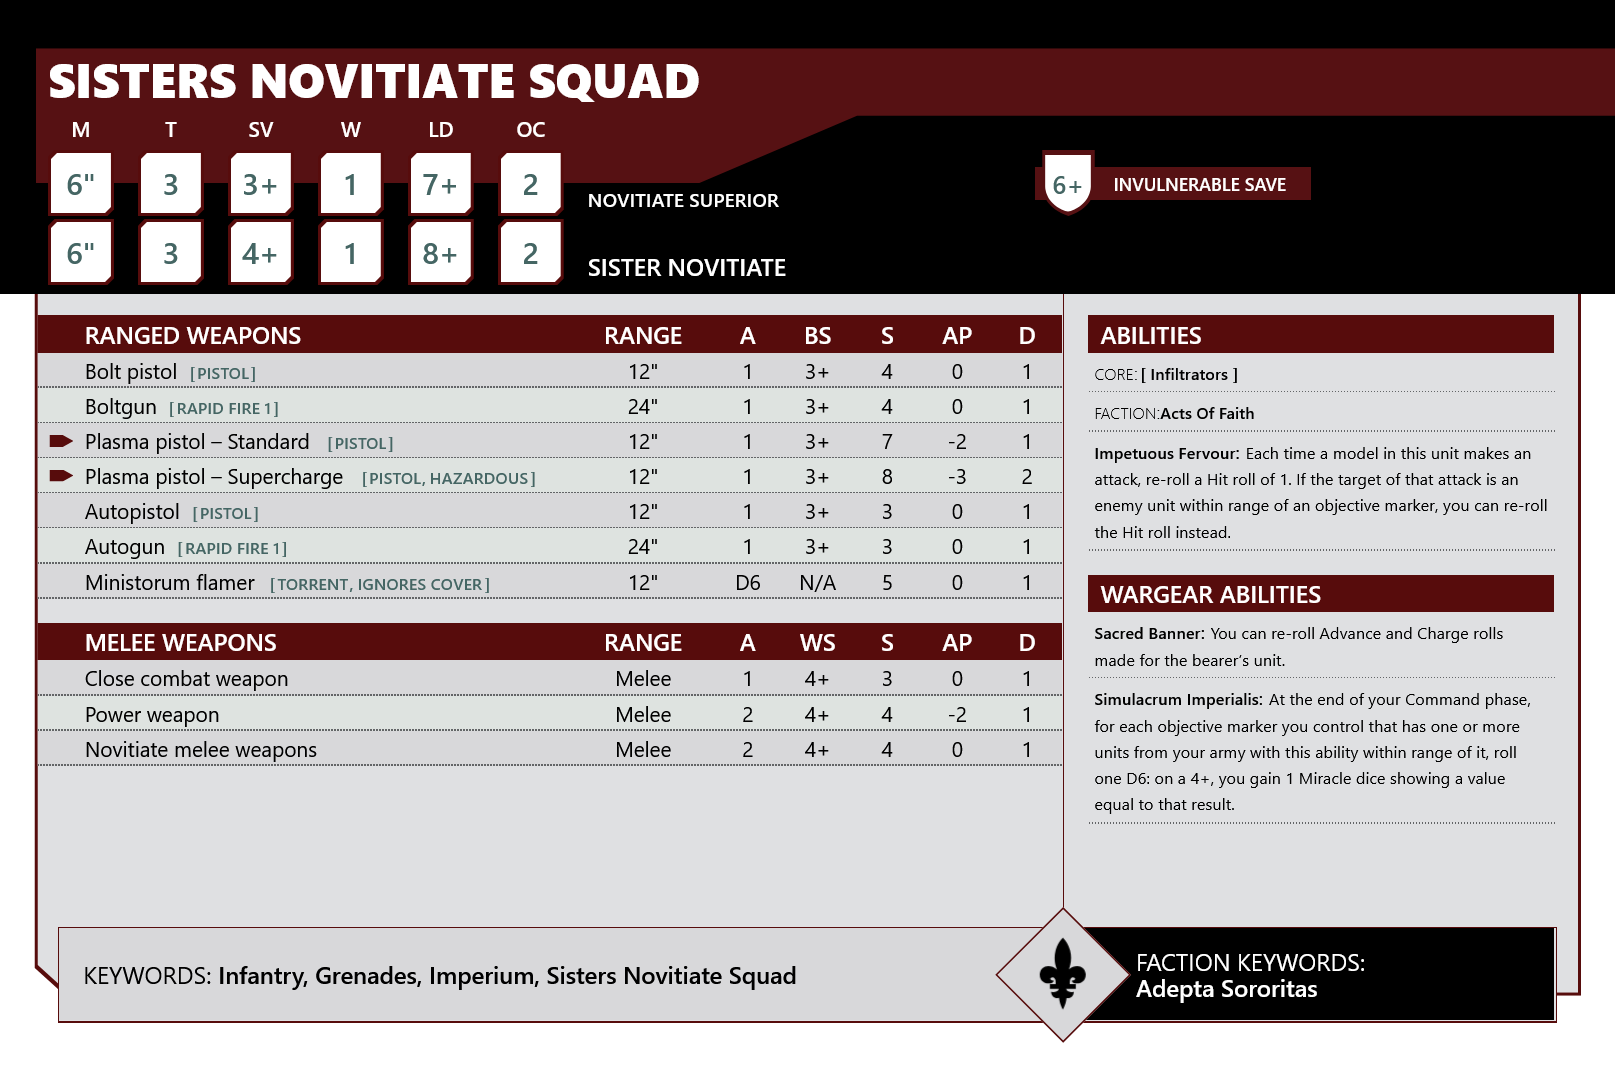 SISTERS NOVITIATE SQUAD
M T SV W LD OC
6" 3 3+ 1 7+ 2 NOVITIATE SUPERIOR
6+ INVULNERABLE SAVE
6" 3 4+ 1 8+ 2 SISTER NOVITIATE
RANGED WEAPONS RANGE A BS S AP D
Bolt pistol [PISTOL] 12" 1 3+ 4 0 1
Boltgun [RAPID FIRE 1] 24" 1 3+ 4 0 1
Plasma pistol – Standard [PISTOL] 12" 1 3+ 7 -2 1
Plasma pistol – Supercharge [PISTOL, HAZARDOUS] 12" 1 3+ 8 -3 2
Autopistol [PISTOL] 12" 1 3+ 3 0 1
Autogun [RAPID FIRE 1] 24" 1 3+ 3 0 1
Ministorum flamer [TORRENT, IGNORES COVER] 12" D6 N/A 5 0 1
MELEE WEAPONS RANGE A WS S AP D
Close combat weapon Melee 1 4+ 3 0 1
Power weapon Melee 2 4+ 4 -2 1
Novitiate melee weapons Melee 2 4+ 4 0 1
ABILITIES
CORE: [ Infiltrators ]
FACTION:Acts Of Faith
Impetuous Fervour: Each time a model in this unit makes an
attack, re-roll a Hit roll of 1. If the target of that attack is an
enemy unit within range of an objective marker, you can re-roll
the Hit roll instead.
WARGEAR ABILITIES
Sacred Banner: You can re-roll Advance and Charge rolls
made for the bearer’s unit.
Simulacrum Imperialis: At the end of your Command phase,
for each objective marker you control that has one or more
units from your army with this ability within range of it, roll
one D6: on a 4+, you gain 1 Miracle dice showing a value
equal to that result.
KEYWORDS: Infantry, Grenades, Imperium, Sisters Novitiate Squad
FACTION KEYWORDS:
Adepta Sororitas